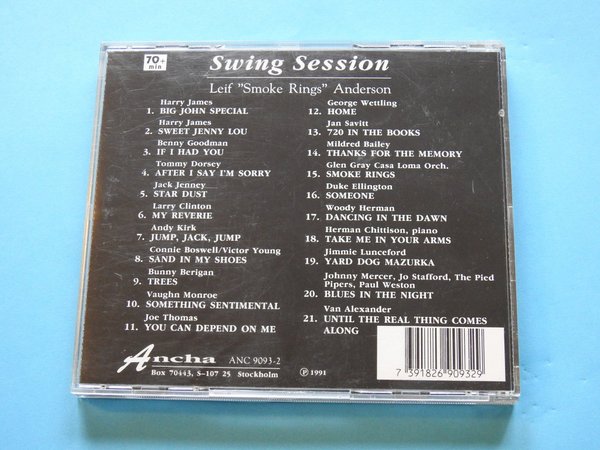 70+
min
Swing Session
Leif "Smoke Rings" Anderson
Harry James
1. BIG JOHN SPECIAL
Harry James
2. SWEET JENNY LOU
Benny Goodman
3. IF I HAD YOU
Tommy Dorsey
4. AFTER I SAY I'M SORRY
Jack Jenney
5. STAR DUST
Larry Clinton
6. MY REVERIE
Andy Kirk
7. JUMP, JACK, JUMP
Connie Boswell/Victor Young
8. SAND IN MY SHOES
Bunny Berigan
9. TREES
Vaughn Monroe
10. SOMETHING SENTIMENTAL
Joe Thomas
11. YOU CAN DEPEND ON ME
George Wettling
12. HOME
Jan Savitt
13. 720 IN THE BOOKS
Mildred Bailey
14. THANKS FOR THE MEMORY
Glen Gray Casa Loma Orch.
15. SMOKE RINGS
Duke Ellington
16. SOMEONE
Woody Herman
17. DANCING IN THE DAWN
Herman Chittison, piano
18. TAKE ME IN YOUR ARMS
Jimmie Lunceford
19. YARD DOG MAZURKA
Johnny Mercer, Jo Stafford, The Pied
Pipers, Paul Weston
20. BLUES IN THE NIGHT
Van Alexander
21. UNTIL THE REAL THING COMES
ALONG
Ancha
ANC 9093-2
Box 70443, S-107 25 Stockholm
℗ 1991
7 391826 909329